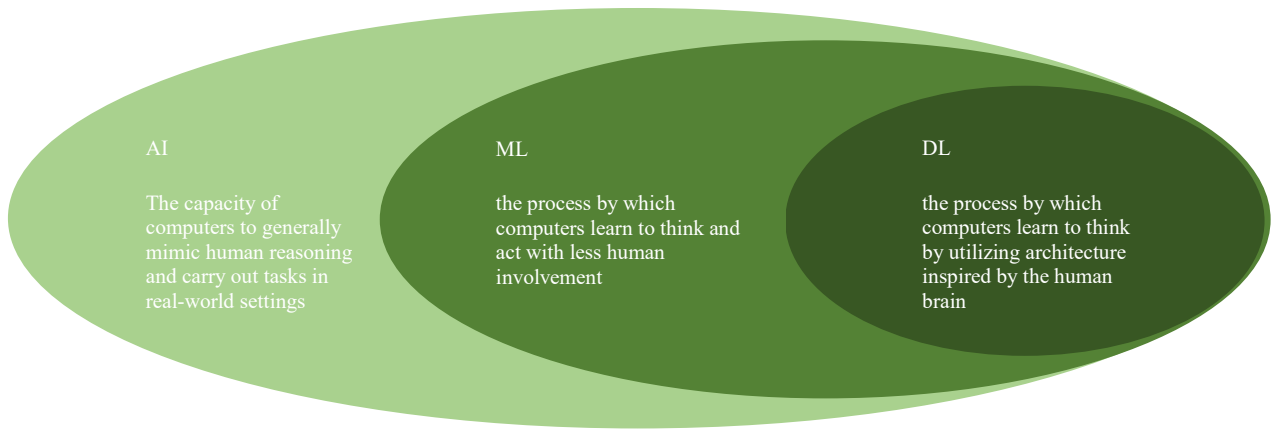 AI
The capacity of
computers to generally
mimic human reasoning
and carry out tasks in
real-world settings
ML
the process by which
computers learn to think and
act with less human
involvement
DL
the process by which
computers learn to think
by utilizing architecture
inspired by the human
brain